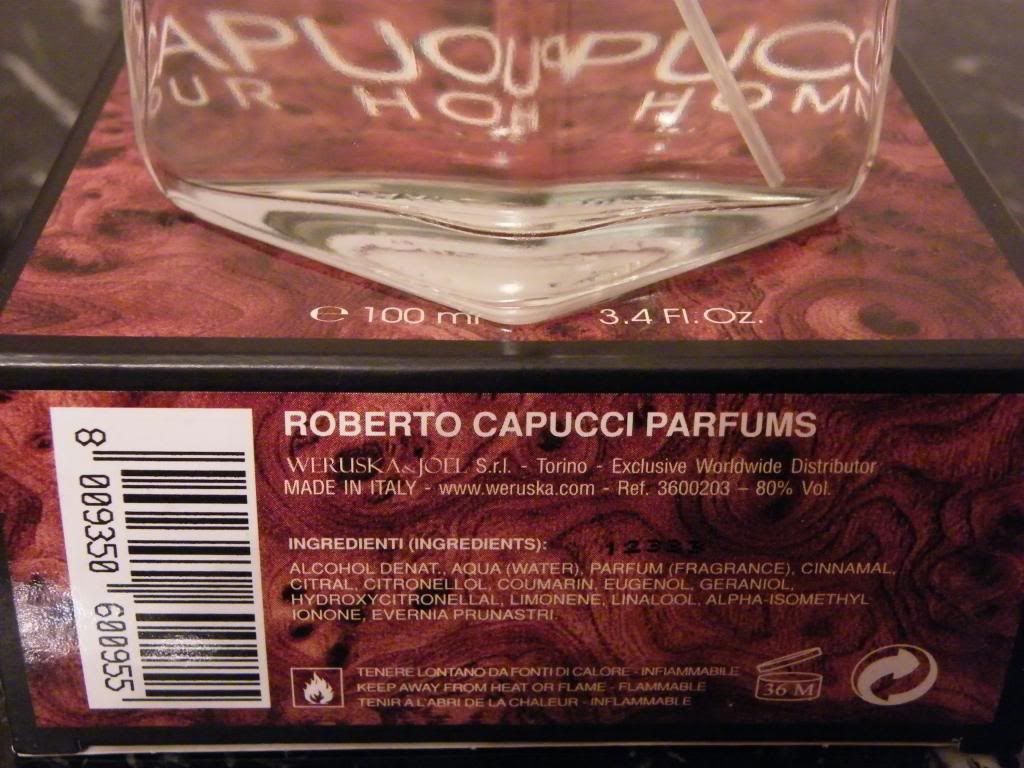 APUC
OUR HOM
PUCC
HOMM
℮ 100 ml 3.4 Fl. Oz.
ROBERTO CAPUCCI PARFUMS
WERUSKA & JOEL S.r.l. - Torino - Exclusive Worldwide Distributor
MADE IN ITALY - www.weruska.com - Ref. 3600203 – 80% Vol.
INGREDIENTI (INGREDIENTS):
ALCOHOL DENAT., AQUA (WATER), PARFUM (FRAGRANCE), CINNAMAL,
CITRAL, CITRONELLOL, COUMARIN, EUGENOL, GERANIOL,
HYDROXYCITRONELLAL, LIMONENE, LINALOOL, ALPHA-ISOMETHYL
IONONE, EVERNIA PRUNASTRI.
TENERE LONTANO DA FONTI DI CALORE - INFIAMMABILE
KEEP AWAY FROM HEAT OR FLAME - FLAMMABLE
TENIR A L'ABRI DE LA CHALEUR - INFLAMMABLE
36 M
8 009350 600955